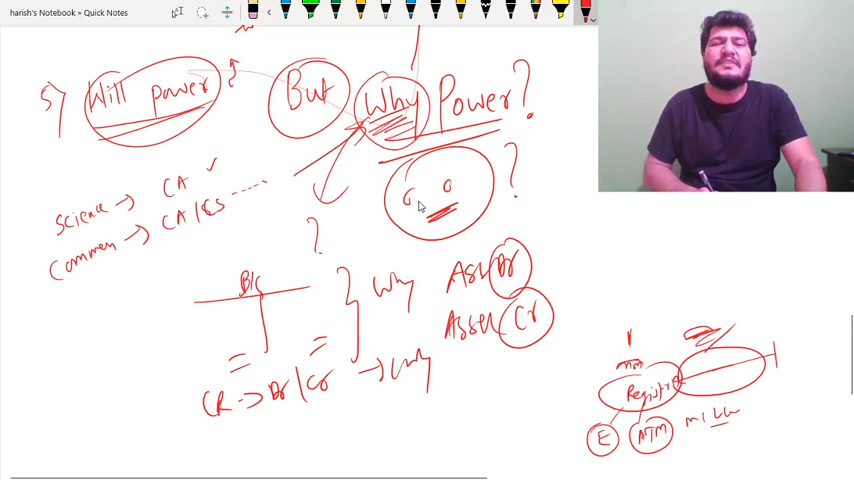 harish's Notebook » Quick Notes
5) Will power But Why Power?
G O ?
Science → CA ✓
Commerce → CA/CS ----
?
B/S
Why Asset Dr
Asset Cr
CR → Dr/Cr → Why
Registr
E ATM